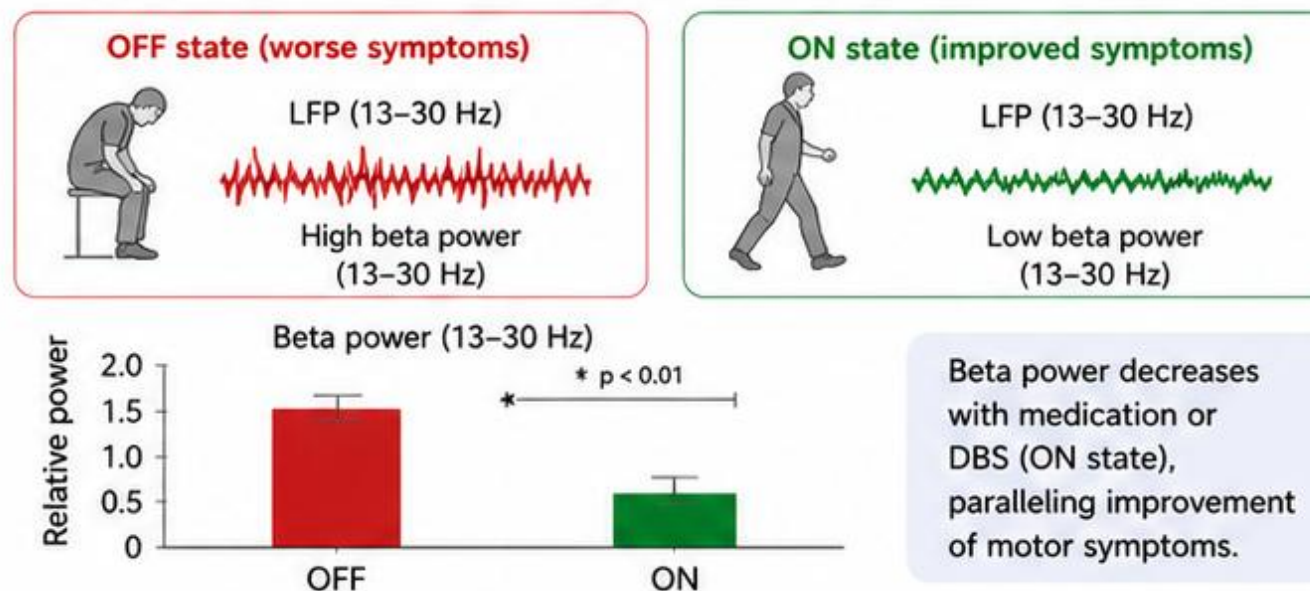 OFF state (worse symptoms)
LFP (13–30 Hz)
High beta power
(13–30 Hz)
ON state (improved symptoms)
LFP (13–30 Hz)
Low beta power
(13–30 Hz)
Beta power (13–30 Hz)
Relative power
2.0
1.5
1.0
0.5
0
* p < 0.01
*
OFF
ON
Beta power decreases
with medication or
DBS (ON state),
paralleling improvement
of motor symptoms.